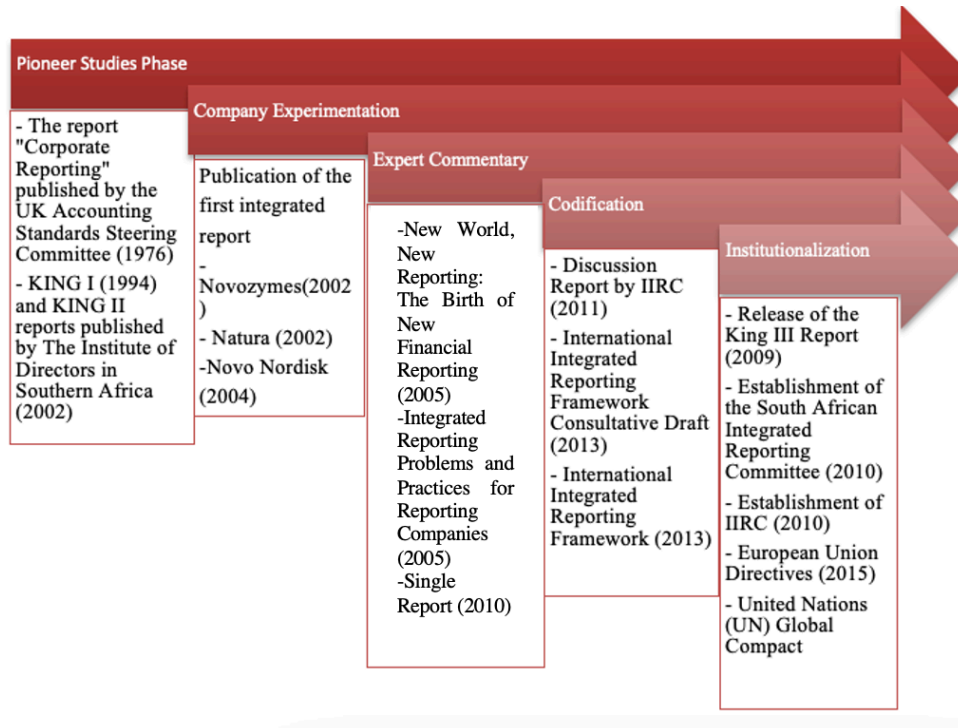 Pioneer Studies Phase
- The report
"Corporate
Reporting"
published by the
UK Accounting
Standards Steering
Committee (1976)
- KING I (1994)
and KING II
reports published
by The Institute of
Directors in
Southern Africa
(2002)
Company Experimentation
Publication of the
first integrated
report
-
Novozymes(2002
)
- Natura (2002)
-Novo Nordisk
(2004)
Expert Commentary
-New World,
New
Reporting:
The Birth of
New
Financial
Reporting
(2005)
-Integrated
Reporting
Problems and
Practices for
Reporting
Companies
(2005)
-Single
Report (2010)
Codification
- Discussion
Report by IIRC
(2011)
- International
Integrated
Reporting
Framework
Consultative Draft
(2013)
- International
Integrated
Reporting
Framework (2013)
Institutionalization
- Release of the
King III Report
(2009)
- Establishment of
the South African
Integrated
Reporting
Committee (2010)
- Establishment of
IIRC (2010)
- European Union
Directives (2015)
- United Nations
(UN) Global
Compact